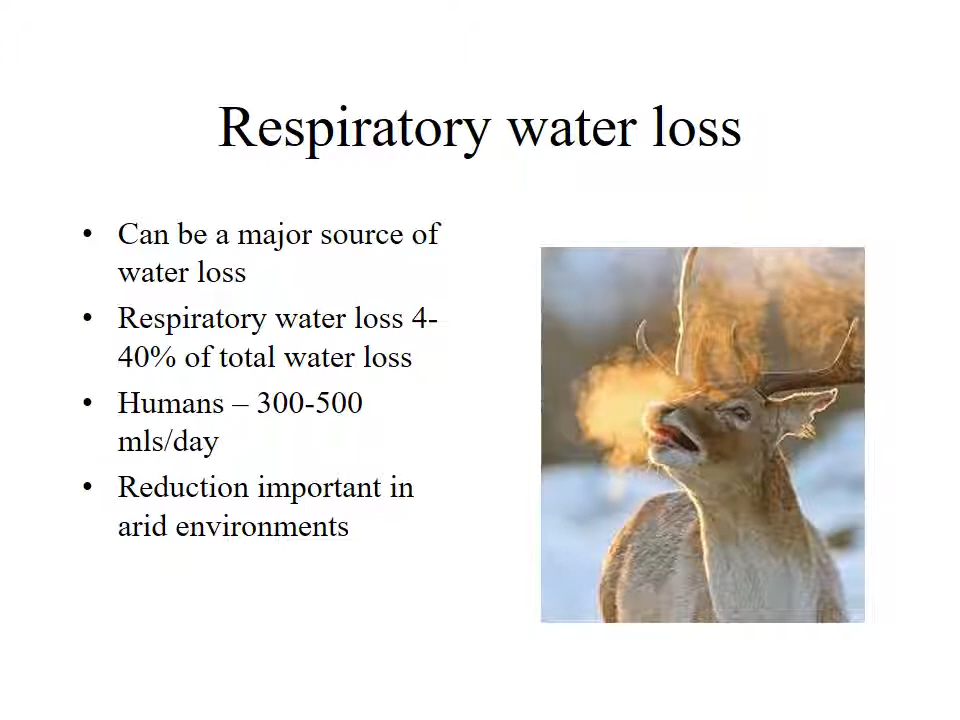 Respiratory water loss
• Can be a major source of
water loss
• Respiratory water loss 4-
40% of total water loss
• Humans – 300-500
mls/day
• Reduction important in
arid environments